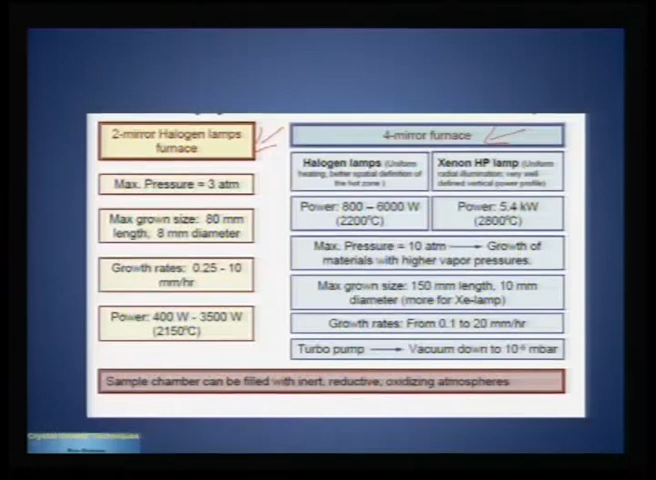 2-mirror Halogen lamps
furnace
Max. Pressure = 3 atm
Max grown size: 80 mm
length, 8 mm diameter
Growth rates: 0.25 - 10
mm/hr
Power: 400 W - 3500 W
(2150ºC)
4-mirror furnace
Halogen lamps (Uniform
heating, better spatial definition of
the hot zone )
Xenon HP lamp (Uniform
radial illumination; very well
defined vertical power profile)
Power: 800 – 6000 W
(2200ºC)
Power: 5.4 kW
(2800ºC)
Max. Pressure = 10 atm → Growth of
materials with higher vapor pressures.
Max grown size: 150 mm length, 10 mm
diameter (more for Xe-lamp)
Growth rates: From 0.1 to 20 mm/hr
Turbo pump → Vacuum down to 10⁻⁶ mbar
Sample chamber can be filled with inert, reductive, oxidizing atmospheres
Crystal Growth Techniques